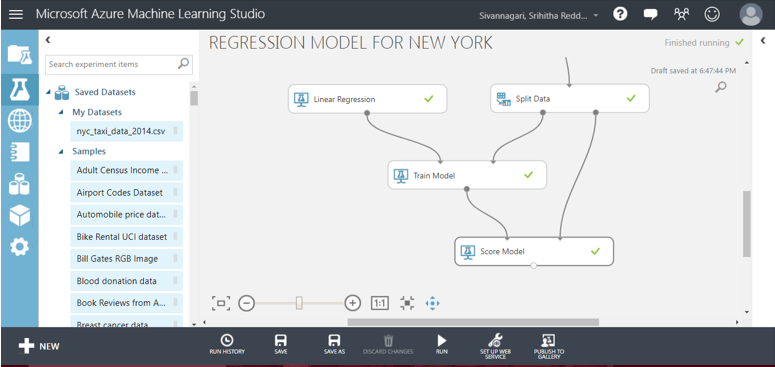 Microsoft Azure Machine Learning Studio
Sivannagari, Srihitha Redd...
?
REGRESSION MODEL FOR NEW YORK
Finished running
Draft saved at 6:47:44 PM
Search experiment items
Saved Datasets
My Datasets
nyc_taxi_data_2014.csv
Samples
Adult Census Income ...
Airport Codes Dataset
Automobile price dat...
Bike Rental UCI dataset
Bill Gates RGB Image
Blood donation data
Book Reviews from A...
Breast cancer data
Linear Regression
Split Data
Train Model
Score Model
1:1
NEW
RUN HISTORY
SAVE
SAVE AS
DISCARD CHANGES
RUN
SET UP WEB
SERVICE
PUBLISH TO
GALLERY